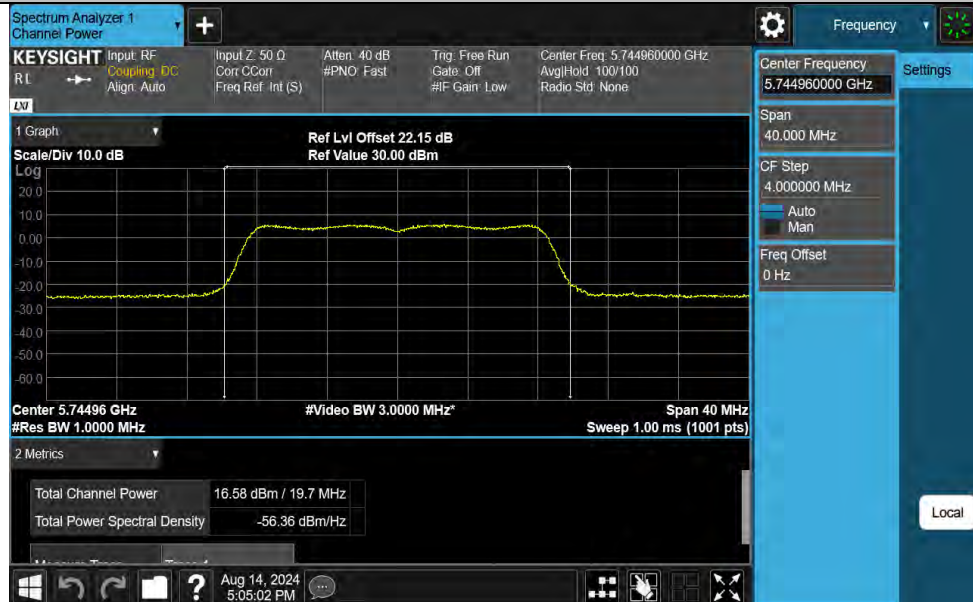 Spectrum Analyzer 1
Channel Power
+
Frequency
KEYSIGHT
RL
LXI
Input: RF
Coupling: DC
Align: Auto
Input Z: 50 Ω
Corr CCorr
Freq Ref: Int (S)
Atten: 40 dB
#PNO: Fast
Trig: Free Run
Gate: Off
#IF Gain: Low
Center Freq: 5.744960000 GHz
Avg|Hold: 100/100
Radio Std: None
Center Frequency
5.744960000 GHz
Settings
Span
40.000 MHz
CF Step
4.000000 MHz
Auto
Man
Freq Offset
0 Hz
1 Graph
Scale/Div 10.0 dB
Ref Lvl Offset 22.15 dB
Ref Value 30.00 dBm
Log
20.0
10.0
0.00
-10.0
-20.0
-30.0
-40.0
-50.0
-60.0
Center 5.74496 GHz
#Res BW 1.0000 MHz
#Video BW 3.0000 MHz*
Span 40 MHz
Sweep 1.00 ms (1001 pts)
2 Metrics
Total Channel Power 16.58 dBm / 19.7 MHz
Total Power Spectral Density -56.36 dBm/Hz
Local
?
Aug 14, 2024
5:05:02 PM